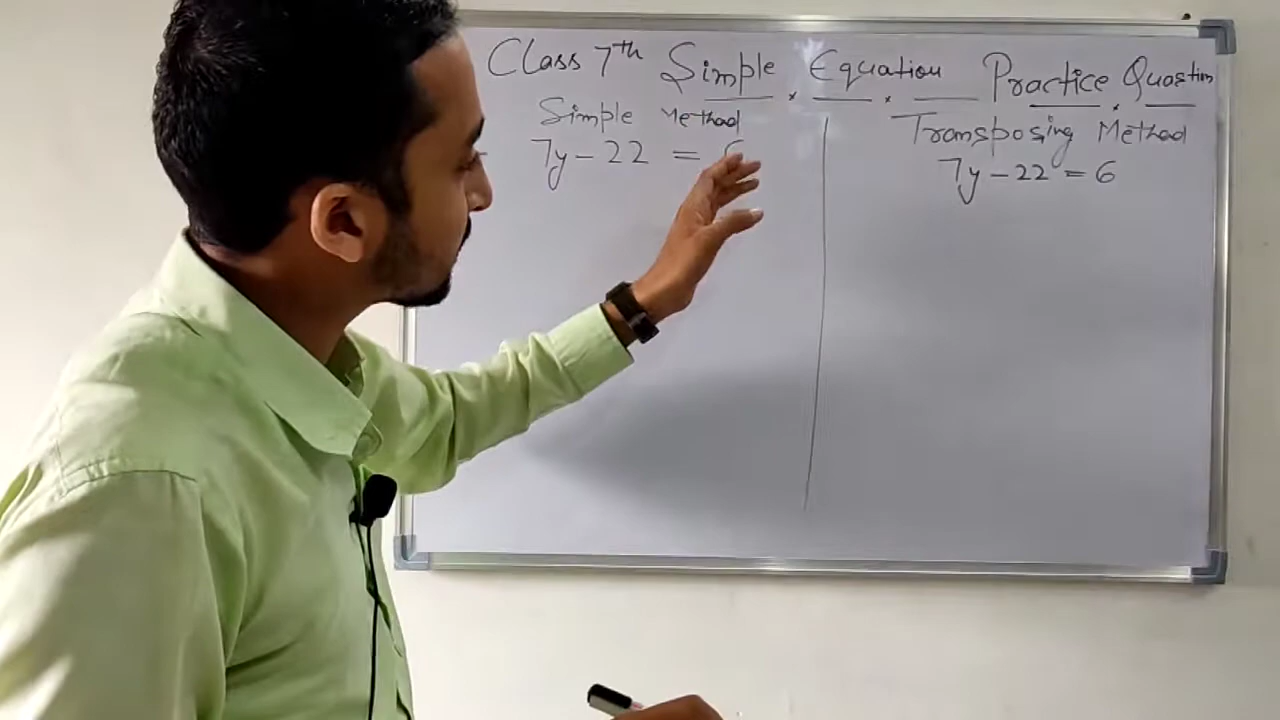 Class 7th Simple Equation Practice Question
Simple Method
7y - 22 =
Transposing Method
7y - 22 = 6